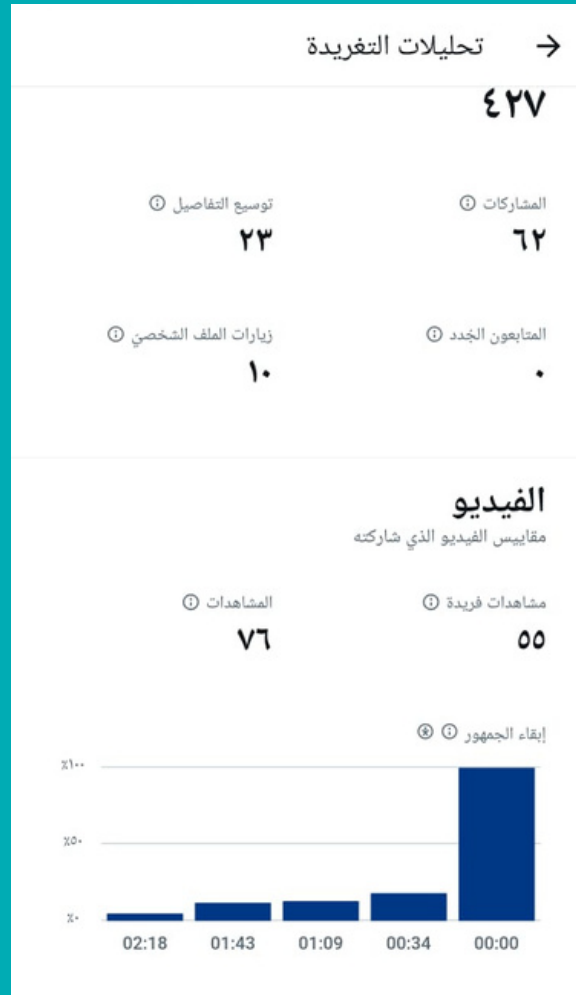 تحليلات التغريدة
٤٢٧
المشاركات توسيع التفاصيل
٦٢ ٢٣
المتابعون الجُدد زيارات الملف الشخصيّ
٠ ١٠
الفيديو
مقاييس الفيديو الذي شاركته
مشاهدات فريدة المشاهدات
٥٥ ٧٦
إبقاء الجمهور
٪١٠٠
٪٥٠
٪٠
00:00 00:34 01:09 01:43 02:18